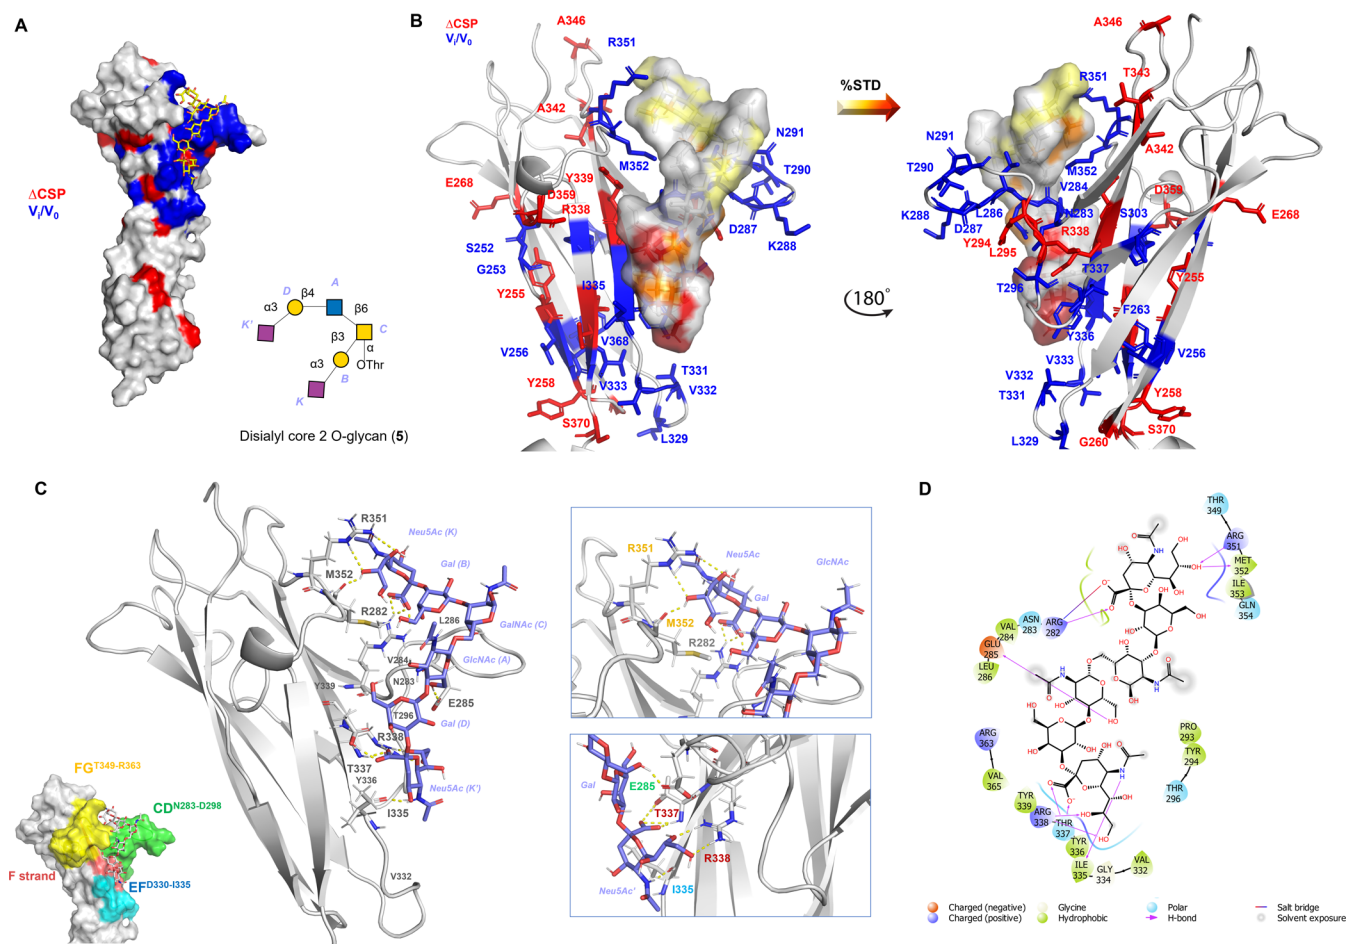 A
ΔCSP
Vi/V0
D
β4
A
α3
β6
K'
C
β3
α
α3
OThr
B
K
Disialyl core 2 O-glycan (5)
B
ΔCSP
Vi/V0
A346
R351
A342
N291
M352
T290
Y339
E268
D359
R338
D287
K288
S252
G253
Y255
I335
V256
V368
T331
V333
V332
Y258
S370
L329
%STD
180°
A346
R351
T343
N291
A342
T290
M352
V284
D359
K288
L286
N283
S303
E268
D287
R338
Y294
L295
T337
Y255
T296
F263
Y336
V256
V333
V332
T331
Y258
S370
L329
G260
C
R351
Neu5Ac (K)
Gal (B)
M352
R282
L286
GalNAc (C)
V284
GlcNAc (A)
N283
Y339
E285
T296
Gal (D)
R338
T337
Y336
Neu5Ac (K')
I335
V332
FG T349-R363
CD N283-D298
F strand
EF D330-I335
R351
Neu5Ac
GlcNAc
Gal
M352
R282
Gal
E285
T337
R338
I335
Neu5Ac'
D
THR
349
ARG
351
MET
352
ILE
353
GLN
354
VAL
284
ASN
283
ARG
282
GLU
285
LEU
286
ARG
363
VAL
365
PRO
293
TYR
294
THR
296
TYR
339
ARG
338
THR
337
TYR
336
ILE
335
GLY
334
VAL
332
Charged (negative)
Charged (positive)
Glycine
Hydrophobic
Polar
H-bond
Salt bridge
Solvent exposure